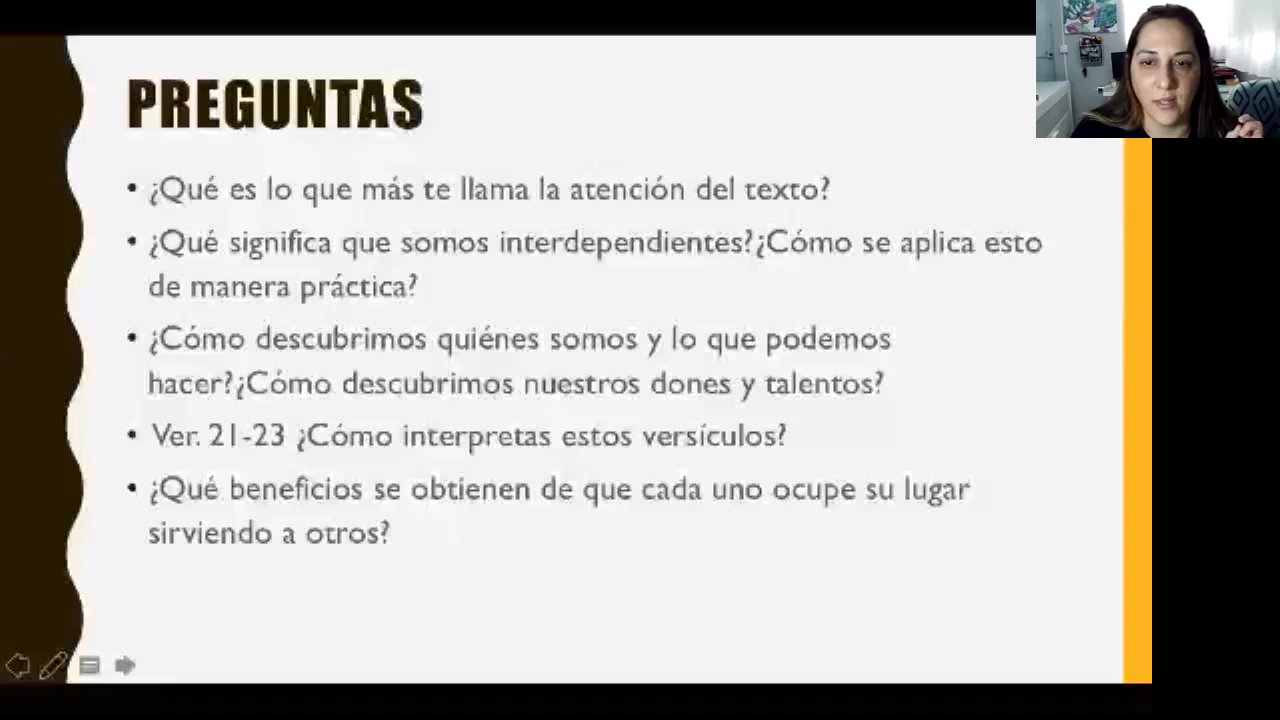 PREGUNTAS
• ¿Qué es lo que más te llama la atención del texto?
• ¿Qué significa que somos interdependientes?¿Cómo se aplica esto
de manera práctica?
• ¿Cómo descubrimos quiénes somos y lo que podemos
hacer?¿Cómo descubrimos nuestros dones y talentos?
• Ver. 21-23 ¿Cómo interpretas estos versículos?
• ¿Qué beneficios se obtienen de que cada uno ocupe su lugar
sirviendo a otros?